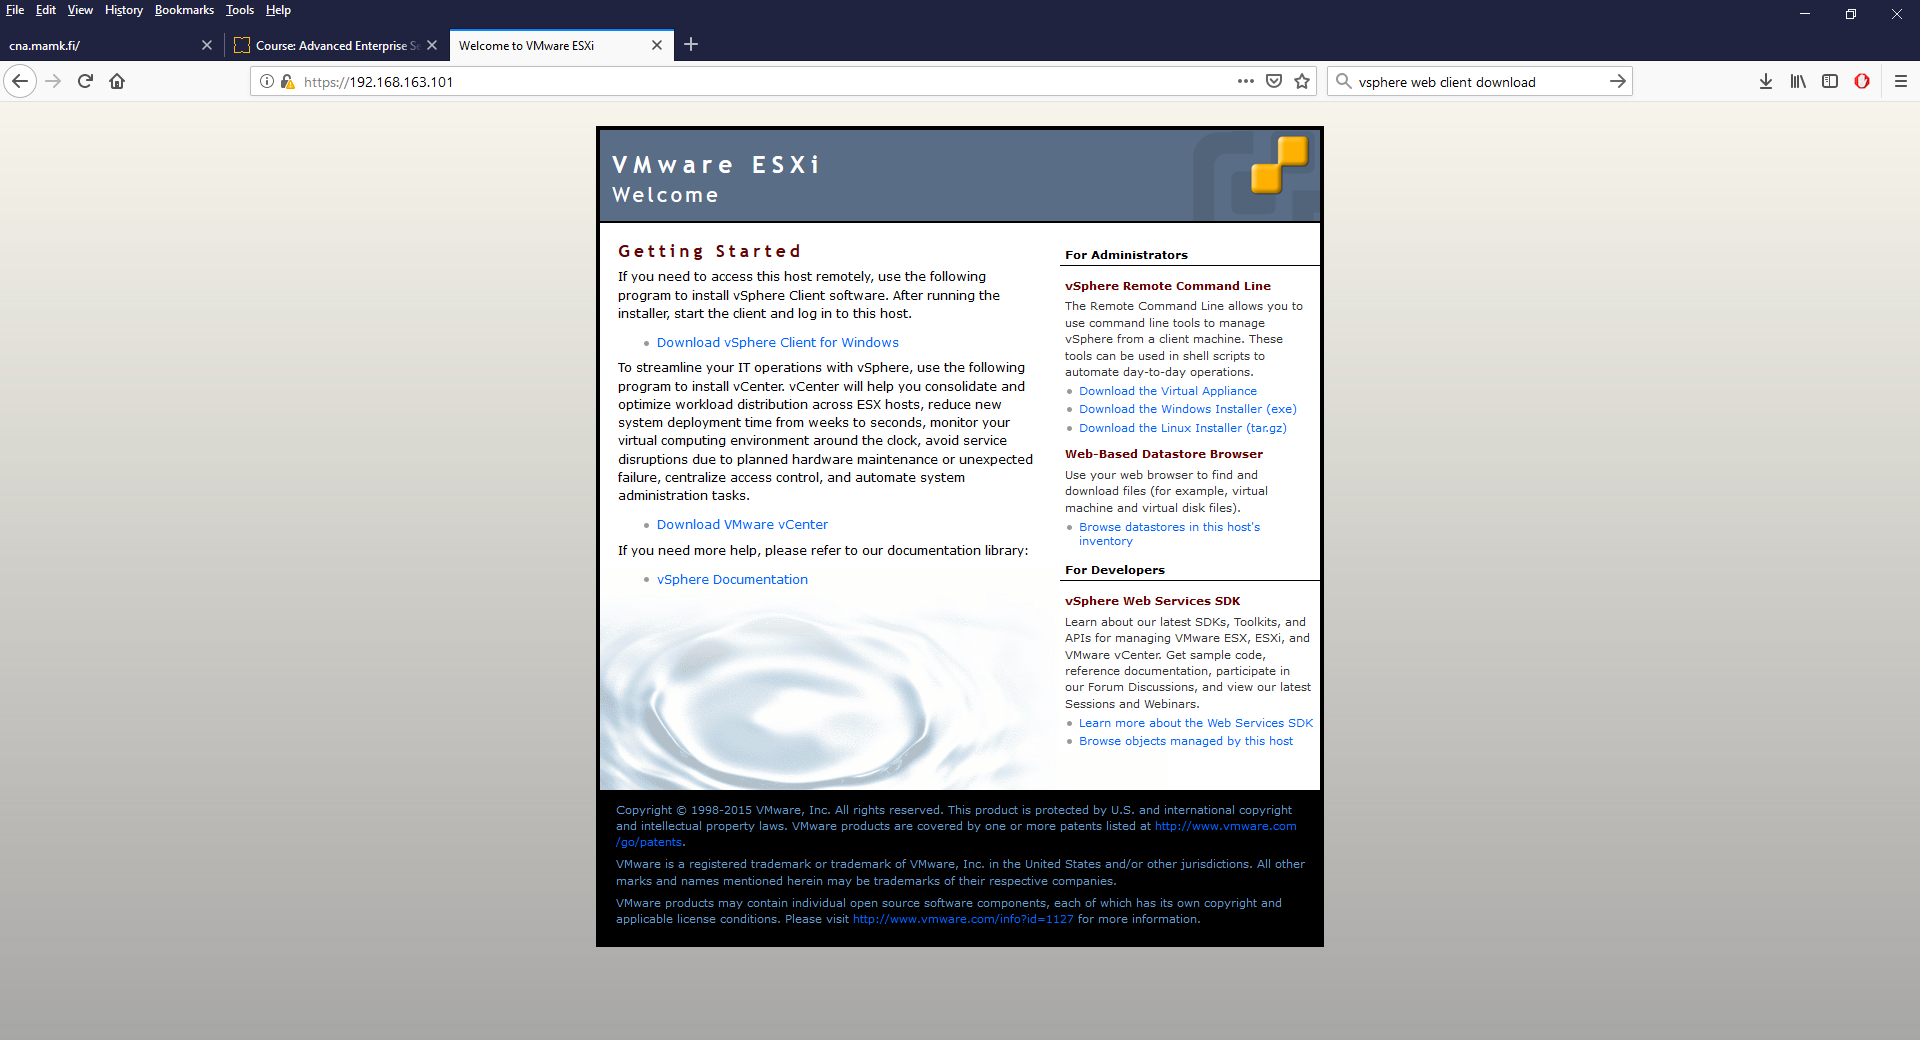 File Edit View History Bookmarks Tools Help
cna.mamk.fi/
Course: Advanced Enterprise Se
Welcome to VMware ESXi
https://192.168.163.101
vsphere web client download
VMware ESXi
Welcome
Getting Started
If you need to access this host remotely, use the following
program to install vSphere Client software. After running the
installer, start the client and log in to this host.
Download vSphere Client for Windows
To streamline your IT operations with vSphere, use the following
program to install vCenter. vCenter will help you consolidate and
optimize workload distribution across ESX hosts, reduce new
system deployment time from weeks to seconds, monitor your
virtual computing environment around the clock, avoid service
disruptions due to planned hardware maintenance or unexpected
failure, centralize access control, and automate system
administration tasks.
Download VMware vCenter
If you need more help, please refer to our documentation library:
vSphere Documentation
For Administrators
vSphere Remote Command Line
The Remote Command Line allows you to
use command line tools to manage
vSphere from a client machine. These
tools can be used in shell scripts to
automate day-to-day operations.
Download the Virtual Appliance
Download the Windows Installer (exe)
Download the Linux Installer (tar.gz)
Web-Based Datastore Browser
Use your web browser to find and
download files (for example, virtual
machine and virtual disk files).
Browse datastores in this host's
inventory
For Developers
vSphere Web Services SDK
Learn about our latest SDKs, Toolkits, and
APIs for managing VMware ESX, ESXi, and
VMware vCenter. Get sample code,
reference documentation, participate in
our Forum Discussions, and view our latest
Sessions and Webinars.
Learn more about the Web Services SDK
Browse objects managed by this host
Copyright © 1998-2015 VMware, Inc. All rights reserved. This product is protected by U.S. and international copyright
and intellectual property laws. VMware products are covered by one or more patents listed at http://www.vmware.com
/go/patents.
VMware is a registered trademark or trademark of VMware, Inc. in the United States and/or other jurisdictions. All other
marks and names mentioned herein may be trademarks of their respective companies.
VMware products may contain individual open source software components, each of which has its own copyright and
applicable license conditions. Please visit http://www.vmware.com/info?id=1127 for more information.